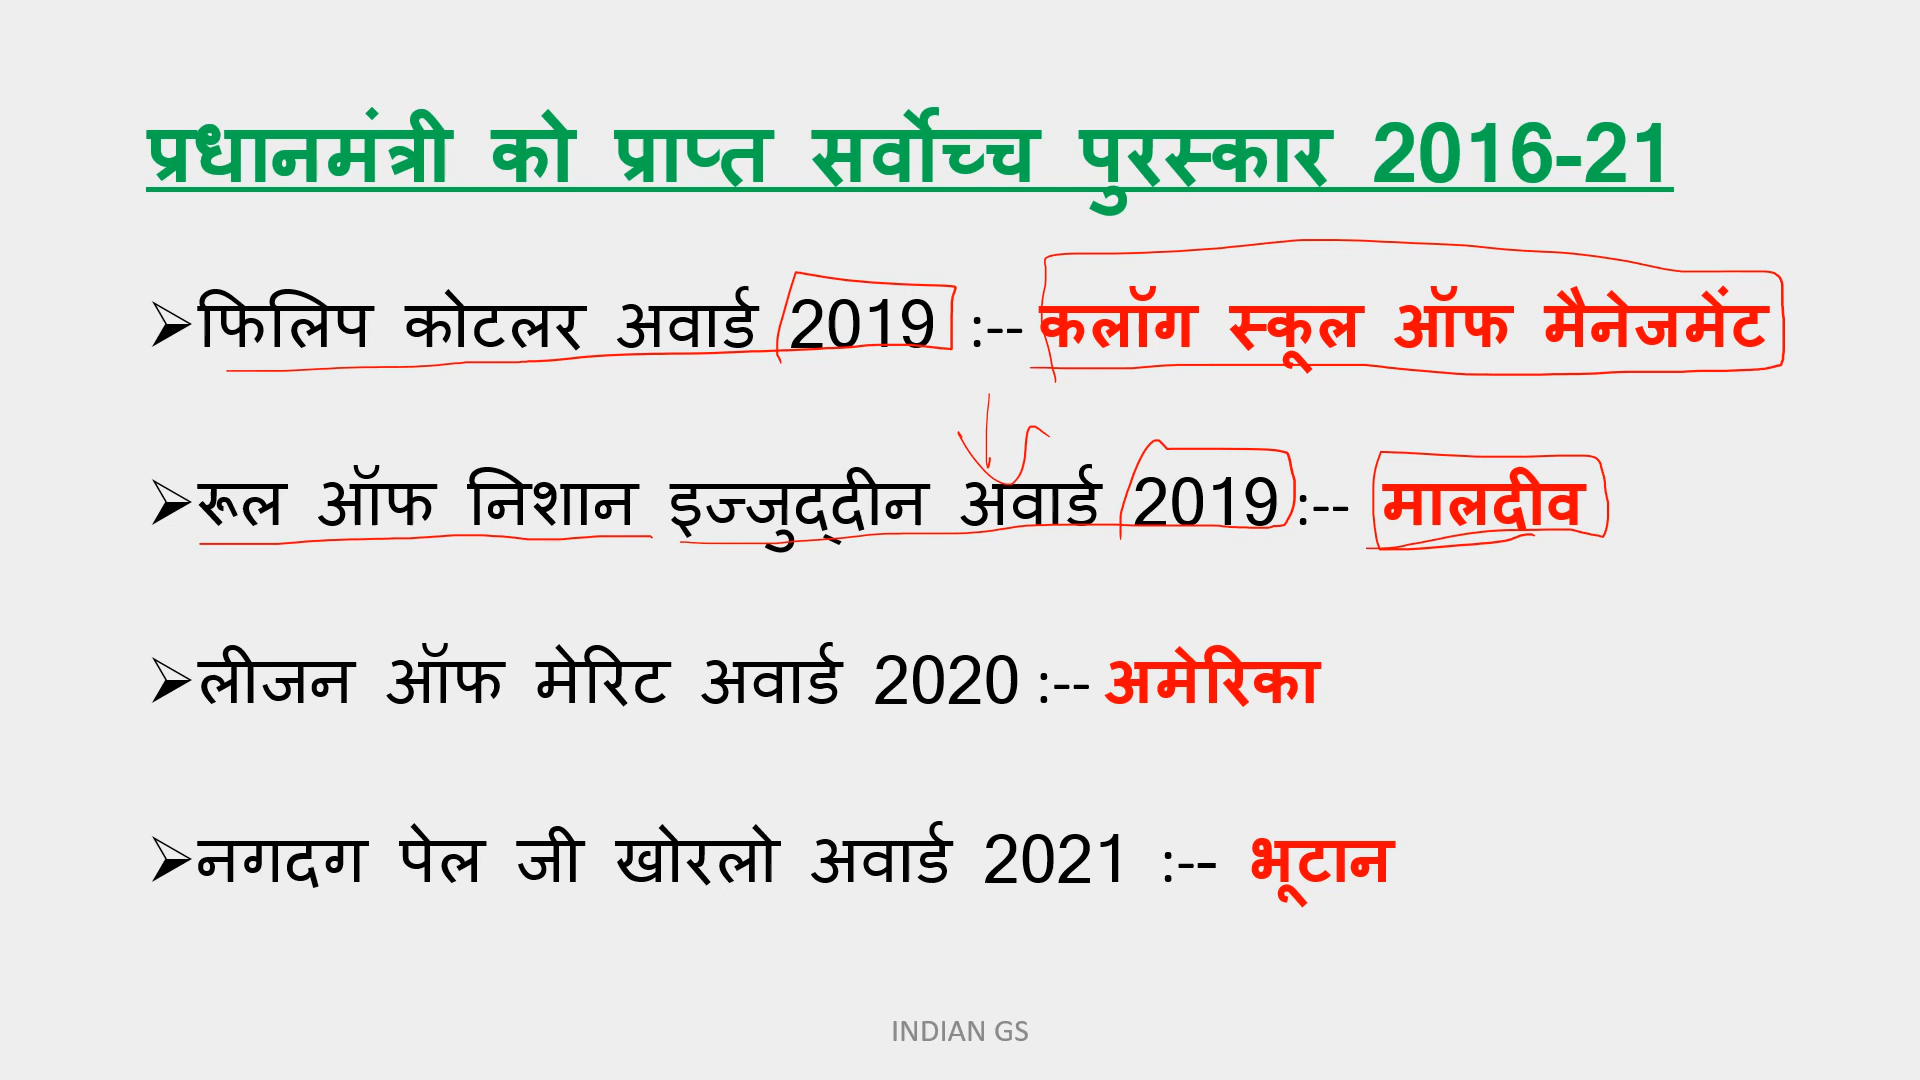 प्रधानमंत्री को प्राप्त सर्वोच्च पुरस्कार 2016-21
➢फिलिप कोटलर अवार्ड 2019 :-- कलॉग स्कूल ऑफ मैनेजमेंट
➢रूल ऑफ निशान इज्जुद्दीन अवार्ड 2019 :-- मालदीव
➢लीजन ऑफ मेरिट अवार्ड 2020 :-- अमेरिका
➢नगदग पेल जी खोरलो अवार्ड 2021 :-- भूटान
INDIAN GS